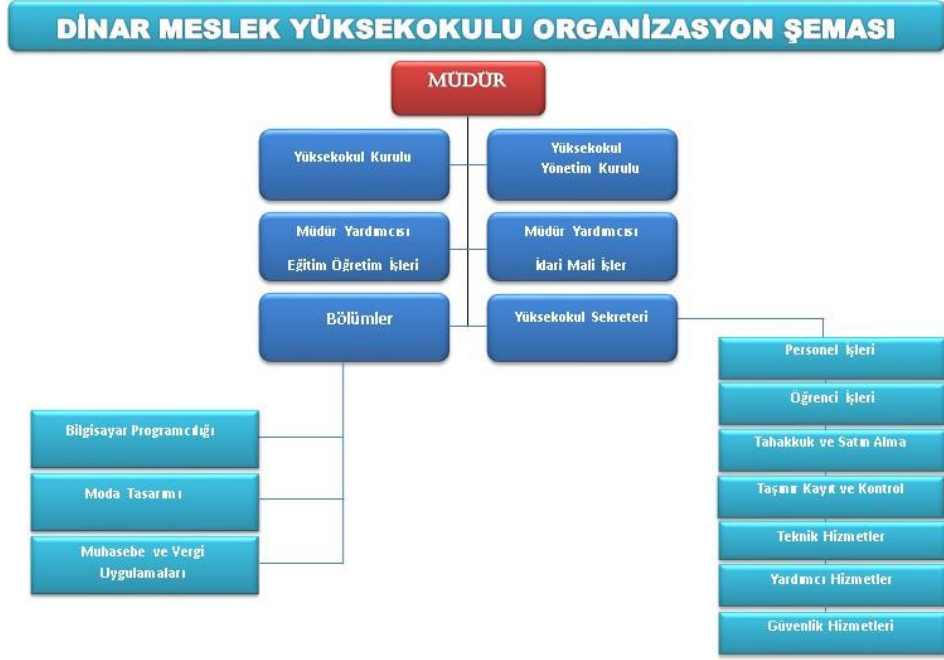 DİNAR MESLEK YÜKSEKOKULU ORGANİZASYON ŞEMASI
MÜDÜR
Yüksekokul Kurulu
Yüksekokul
Yönetim Kurulu
Müdür Yardımcısı
Eğitim Öğretim İşleri
Müdür Yardımcısı
İdari Mali İşler
Bölümler
Yüksekokul Sekreteri
Bilgisayar Programcılığı
Moda Tasarımı
Muhasebe ve Vergi
Uygulamaları
Personel İşleri
Öğrenci İşleri
Tahakkuk ve Satın Alma
Taşınır Kayıt ve Kontrol
Teknik Hizmetler
Yardımcı Hizmetler
Güvenlik Hizmetleri